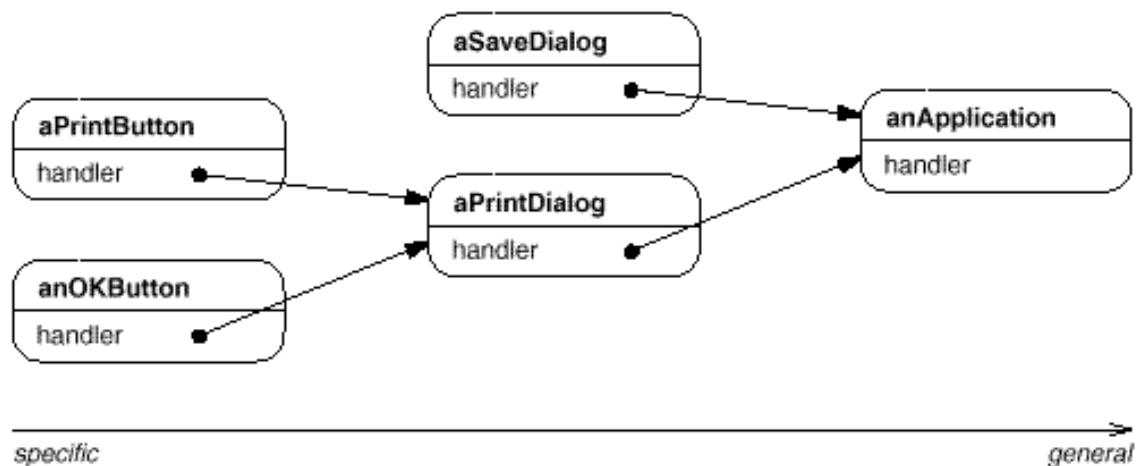 aSaveDialog
handler
aPrintButton
handler
anApplication
handler
aPrintDialog
handler
anOKButton
handler
specific
general